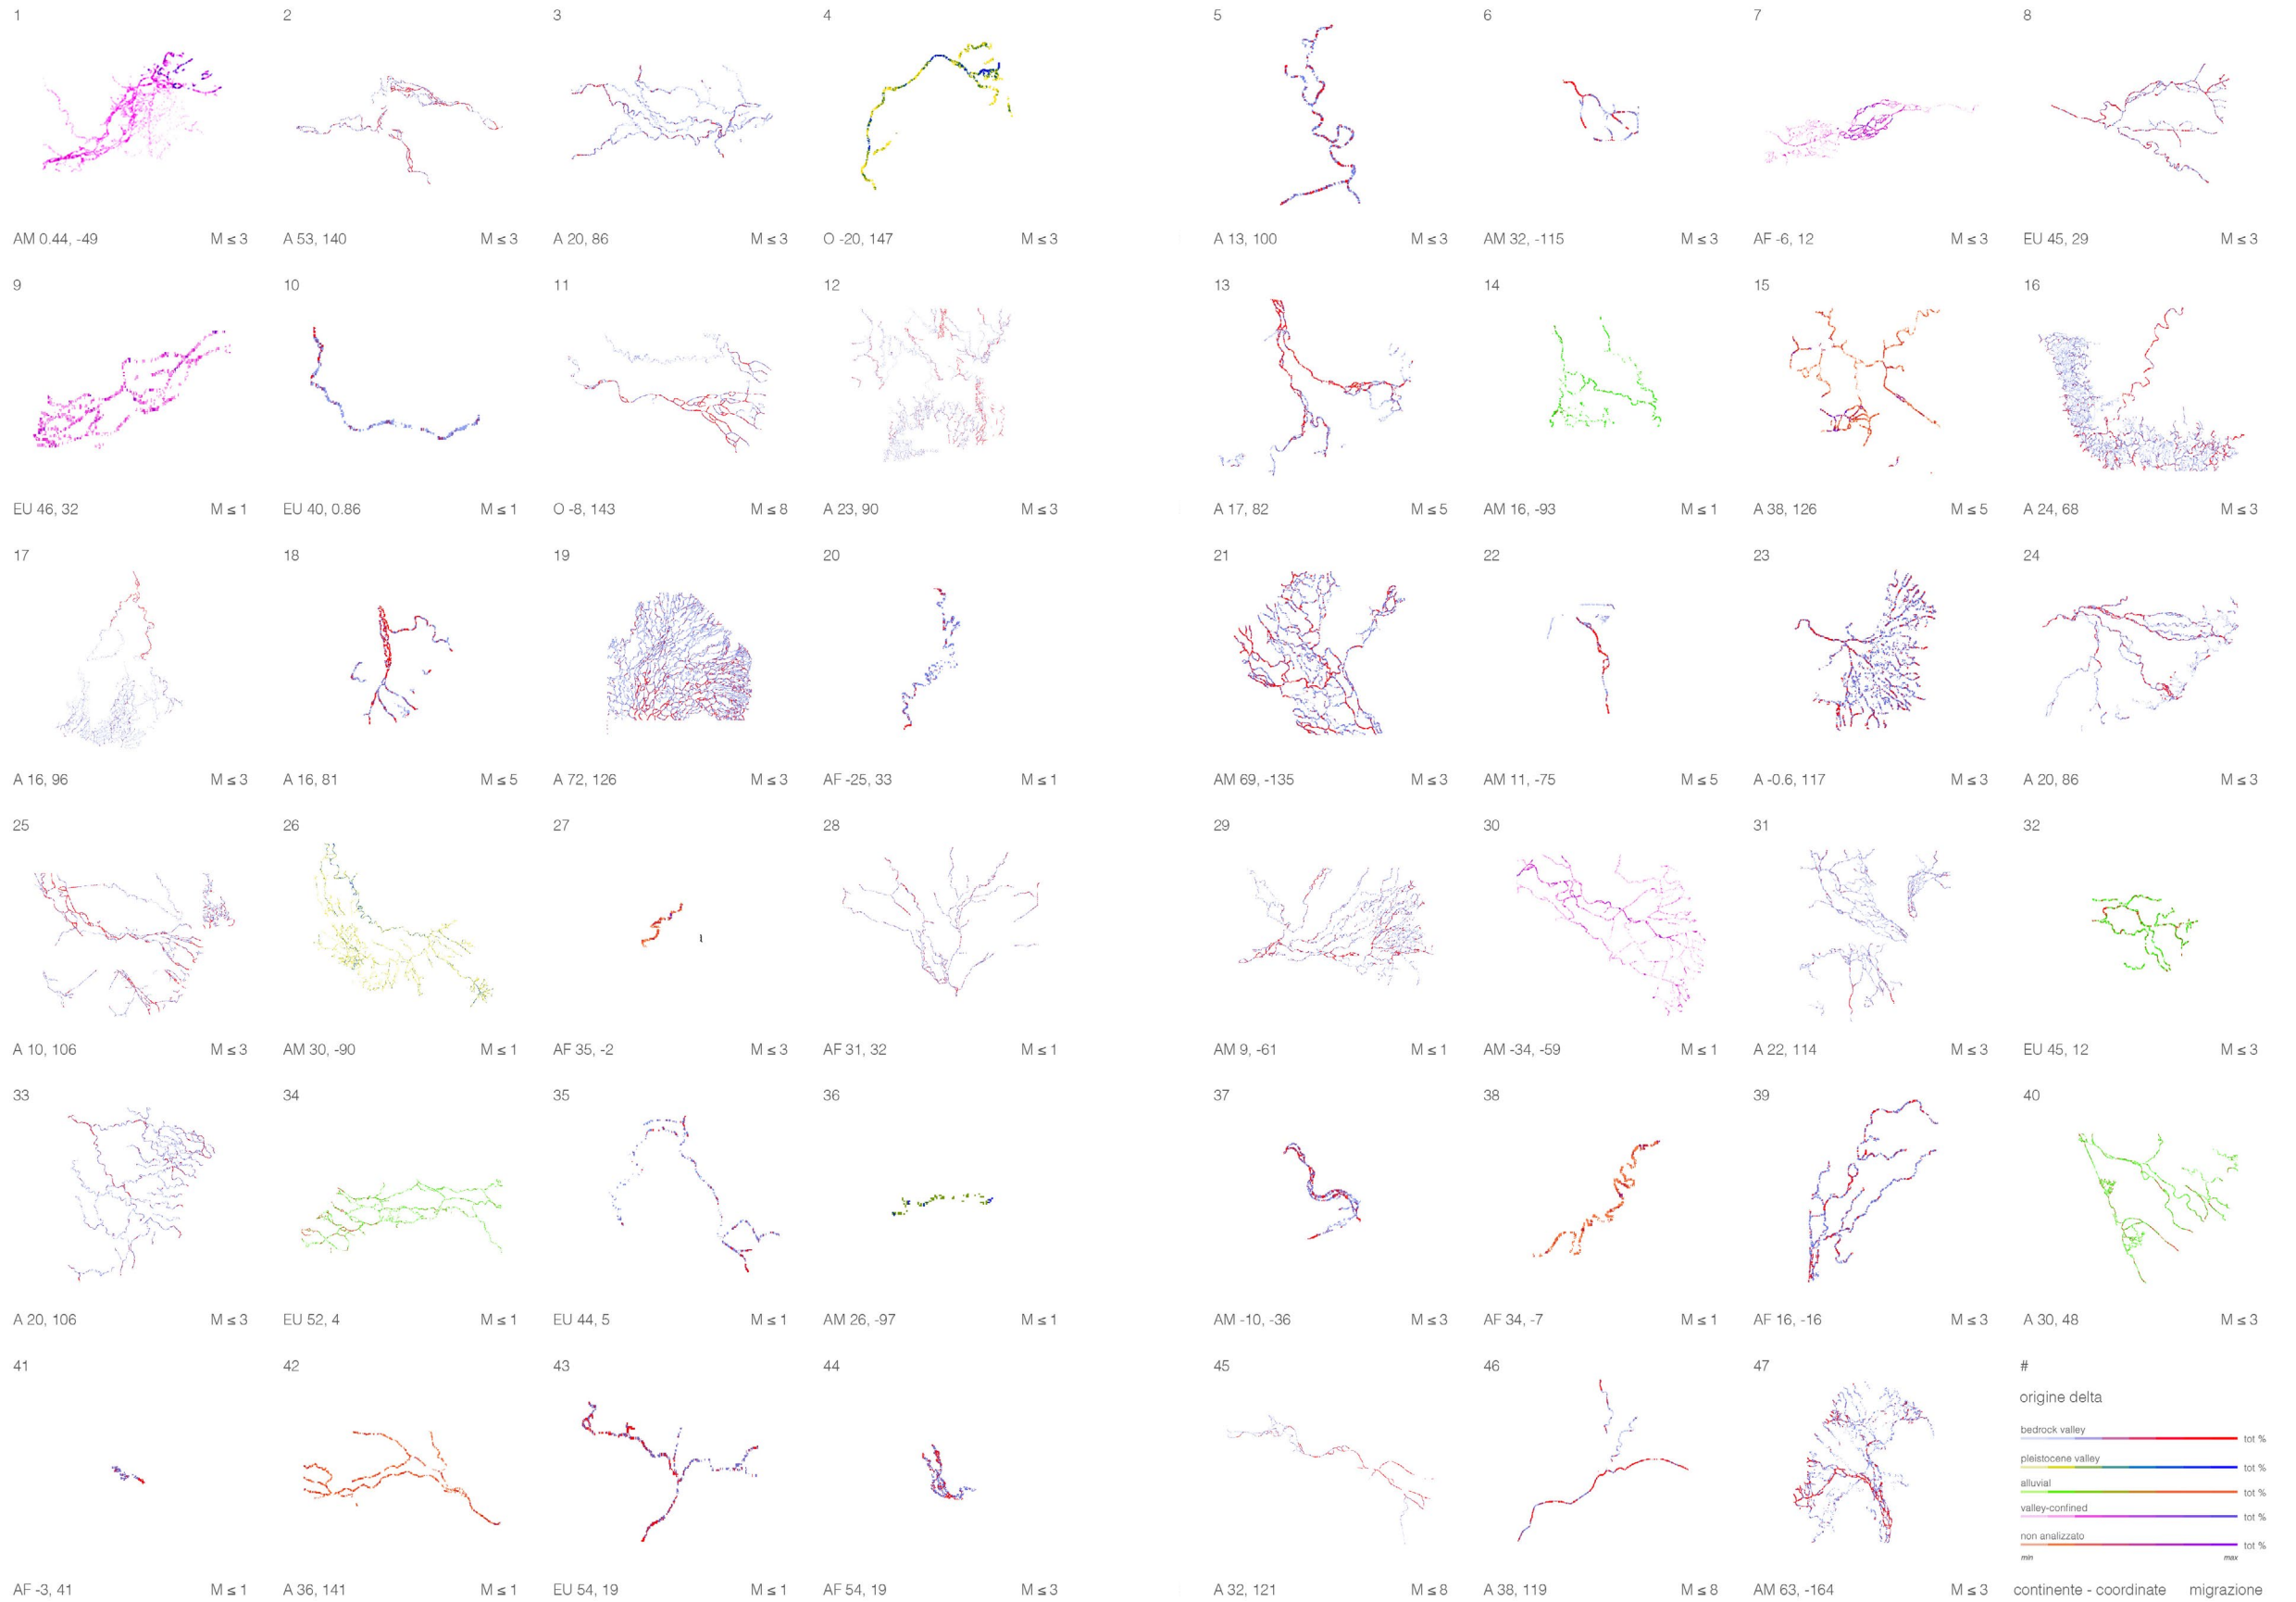 1 2 3 4 5 6 7 8
AM 0.44, -49 M ≤ 3 A 53, 140 M ≤ 3 A 20, 86 M ≤ 3 O -20, 147 M ≤ 3 A 13, 100 M ≤ 3 AM 32, -115 M ≤ 3 AF -6, 12 M ≤ 3 EU 45, 29 M ≤ 3
9 10 11 12 13 14 15 16
EU 46, 32 M ≤ 1 EU 40, 0.86 M ≤ 1 O -8, 143 M ≤ 8 A 23, 90 M ≤ 3 A 17, 82 M ≤ 5 AM 16, -93 M ≤ 1 A 38, 126 M ≤ 5 A 24, 68 M ≤ 3
17 18 19 20 21 22 23 24
A 16, 96 M ≤ 3 A 16, 81 M ≤ 5 A 72, 126 M ≤ 3 AF -25, 33 M ≤ 1 AM 69, -135 M ≤ 3 AM 11, -75 M ≤ 5 A -0.6, 117 M ≤ 3 A 20, 86 M ≤ 3
25 26 27 28 29 30 31 32
A 10, 106 M ≤ 3 AM 30, -90 M ≤ 1 AF 35, -2 M ≤ 3 AF 31, 32 M ≤ 1 AM 9, -61 M ≤ 1 AM -34, -59 M ≤ 1 A 22, 114 M ≤ 3 EU 45, 12 M ≤ 3
33 34 35 36 37 38 39 40
A 20, 106 M ≤ 3 EU 52, 4 M ≤ 1 EU 44, 5 M ≤ 1 AM 26, -97 M ≤ 1 AM -10, -36 M ≤ 3 AF 34, -7 M ≤ 1 AF 16, -16 M ≤ 3 A 30, 48 M ≤ 3
41 42 43 44 45 46 47 #
origine delta
bedrock valley
tot %
pleistocene valley
tot %
alluvial
tot %
valley-confined
tot %
non analizzato
tot %
min max
AF -3, 41 M ≤ 1 A 36, 141 M ≤ 1 EU 54, 19 M ≤ 1 AF 54, 19 M ≤ 3 A 32, 121 M ≤ 8 A 38, 119 M ≤ 8 AM 63, -164 M ≤ 3 continente - coordinate migrazione